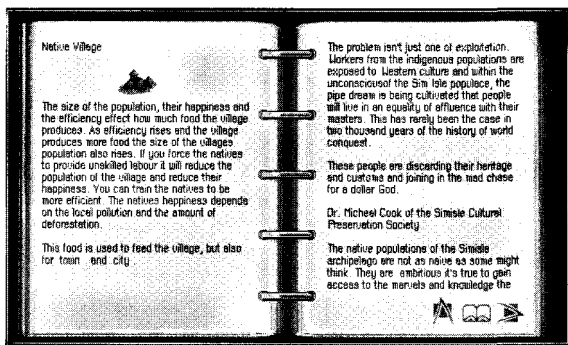 Native Village
The size of the population, their happiness and
the efficiency effect how much food the village
produces. As efficiency rises and the village
produces more food the size of the villages
population also rises. If you force the natives
to provide unskilled labour it will reduce the
population of the village and reduce their
happiness. You can train the natives to be
more efficient. The natives happiness depends
on the local pollution and the amount of
deforestation.
This food is used to feed the village, but also
for town and city
The problem isn't just one of exploitation.
Workers from the indigenous populations are
exposed to Western culture and within the
unconsciousof the Sim Isle populace, the
pipe dream is being cultivated that people
will live in an equality of affluence with their
masters. This has rarely been the case in
two thousand years of the history of world
conquest.
These people are discarding their heritage
and customs and joining in the mad chase
for a dollar God.
Dr. Micheal Cook of the Simisle Cultural
Preservation Society
The native populations of the Simisle
archipelago are not as naive as some might
think. They are ambitious it's true to gain
access to the marvels and knowledge the